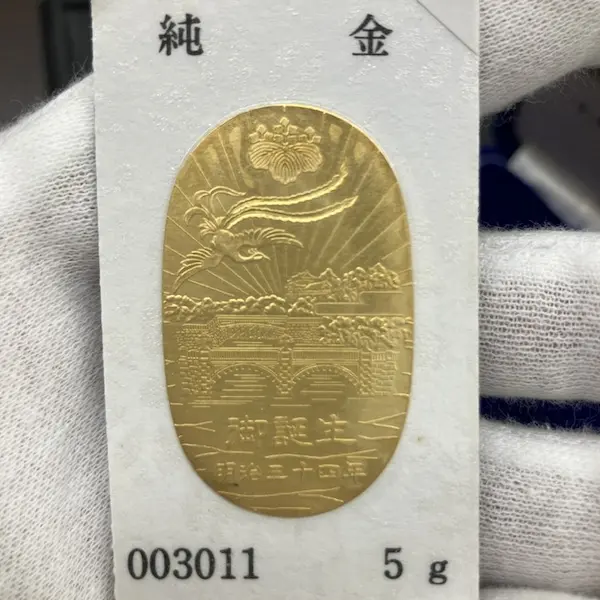 純 金
御誕生
明治三十四年
003011 5 g